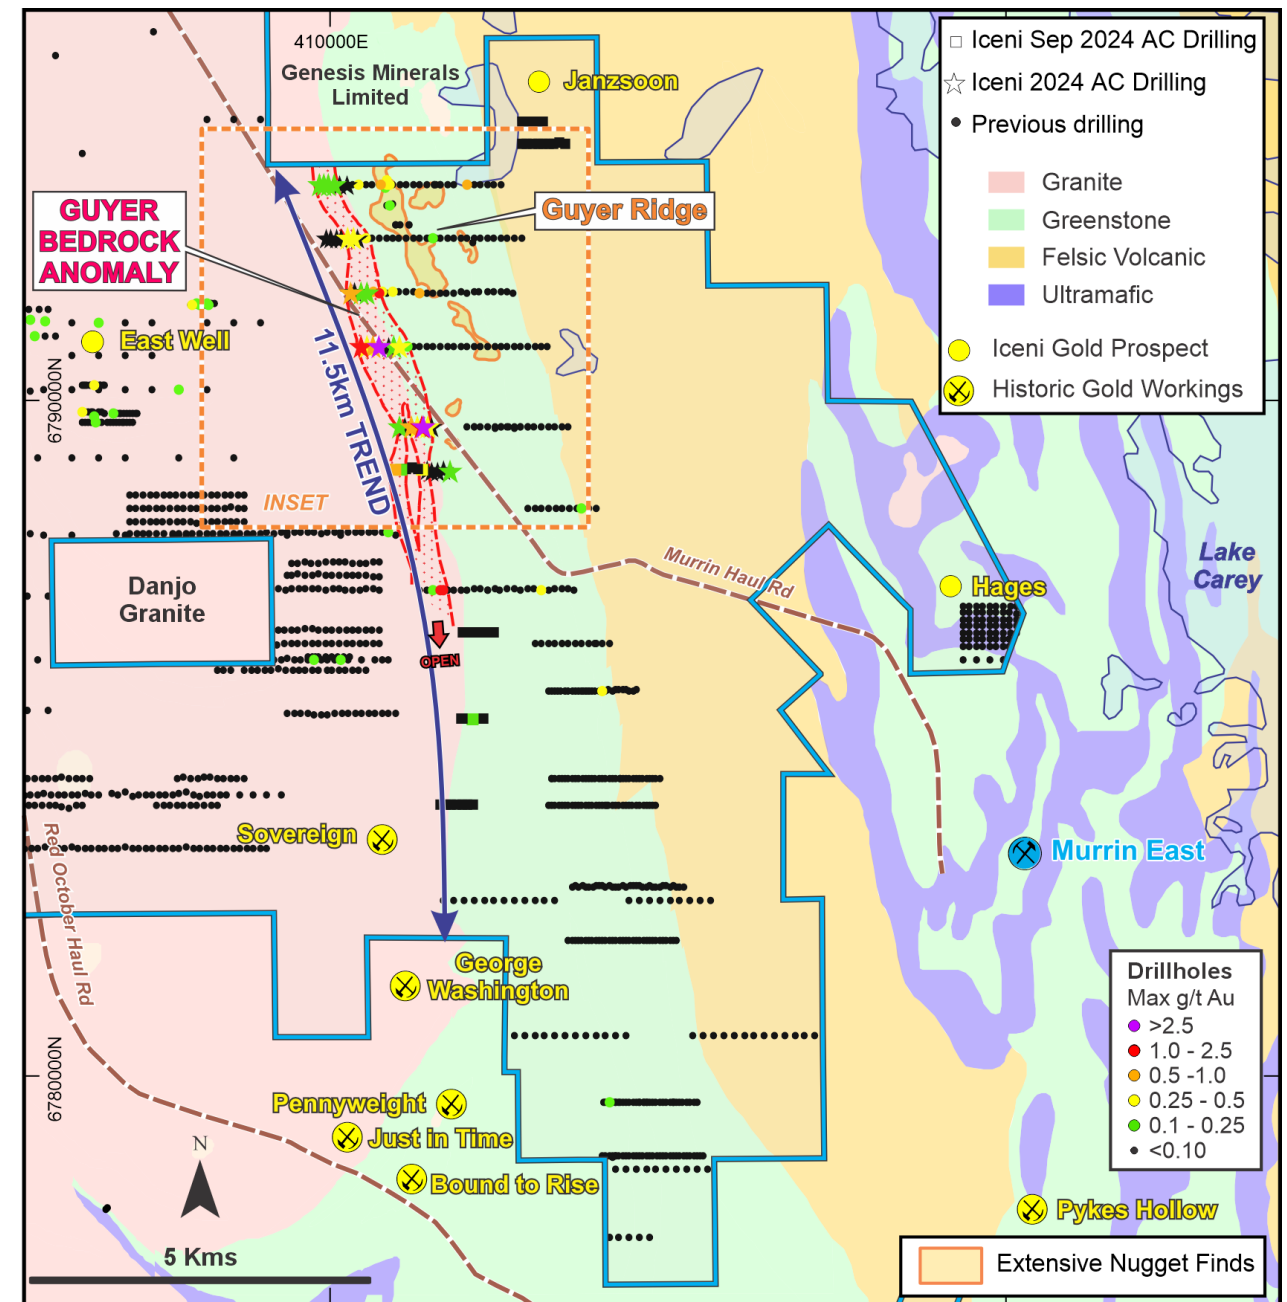 410000E
Genesis Minerals
Limited
Janzsoon
Iceni Sep 2024 AC Drilling
Iceni 2024 AC Drilling
Previous drilling
Granite
Greenstone
Felsic Volcanic
Ultramafic
Iceni Gold Prospect
Historic Gold Workings
GUYER
BEDROCK
ANOMALY
Guyer Ridge
East Well
6790000N
11.5km TREND
INSET
Danjo
Granite
Murrin Haul Rd
Hages
Lake
Carey
OPEN
Sovereign
Red October Haul Rd
Murrin East
George
Washington
Drillholes
Max g/t Au
>2.5
1.0 - 2.5
0.5 -1.0
0.25 - 0.5
0.1 - 0.25
<0.10
6780000N
Pennyweight
Just in Time
Bound to Rise
N
Pykes Hollow
5 Kms
Extensive Nugget Finds